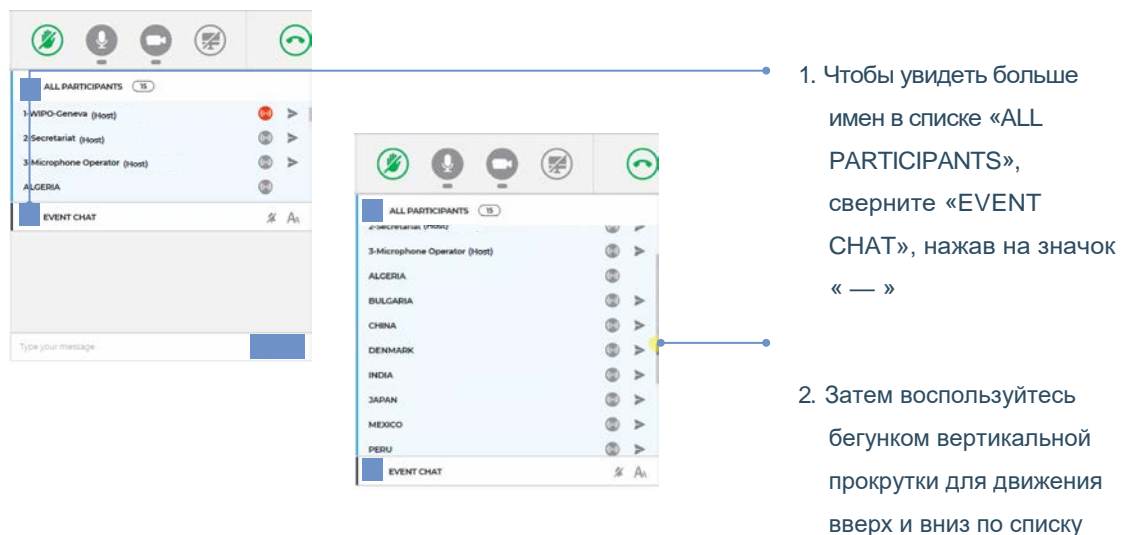 ALL PARTICIPANTS 15
1-WIPO-Geneva (Host)
2-Secretariat (Host)
3-Microphone Operator (Host)
ALGERIA
EVENT CHAT
Type your message
ALL PARTICIPANTS 15
2-Secretariat (Host)
3-Microphone Operator (Host)
ALGERIA
BULGARIA
CHINA
DENMARK
INDIA
JAPAN
MEXICO
PERU
EVENT CHAT
1. Чтобы увидеть больше
имен в списке «ALL
PARTICIPANTS»,
сверните «EVENT
CHAT», нажав на значок
« — »
2. Затем воспользуйтесь
бегунком вертикальной
прокрутки для движения
вверх и вниз по списку